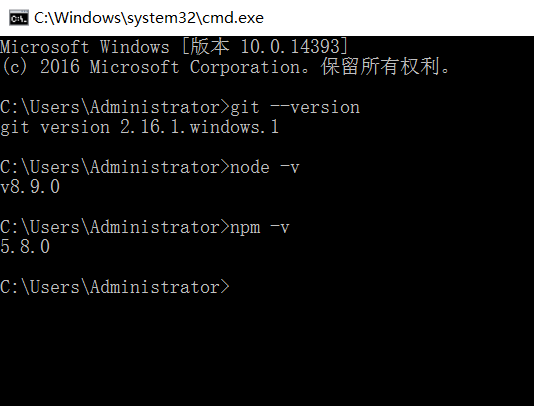 C:\Windows\system32\cmd.exe
Microsoft Windows [版本 10.0.14393]
(c) 2016 Microsoft Corporation。保留所有权利。
C:\Users\Administrator>git --version
git version 2.16.1.windows.1
C:\Users\Administrator>node -v
v8.9.0
C:\Users\Administrator>npm -v
5.8.0
C:\Users\Administrator>